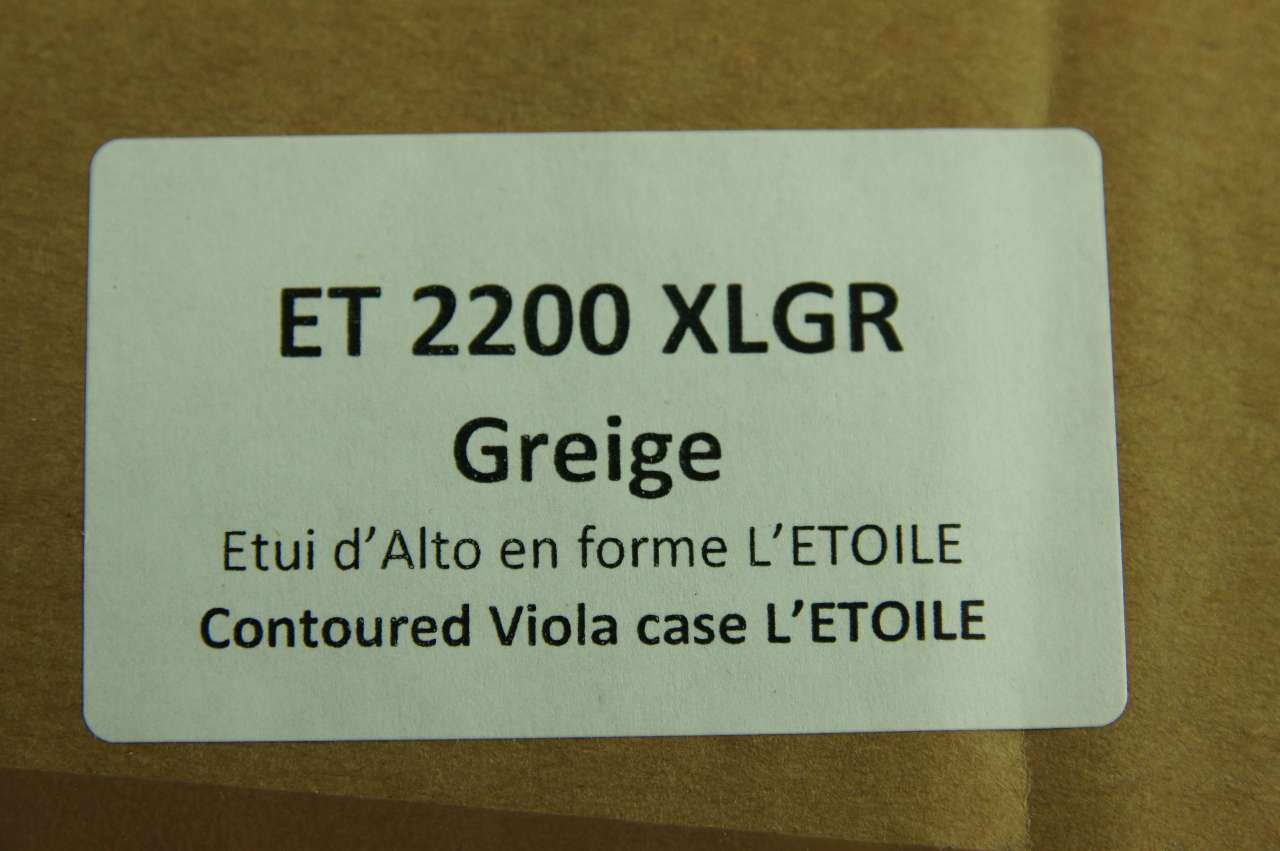 ET 2200 XLGR
Greige
Etui d’Alto en forme L’ETOILE
Contoured Viola case L’ETOILE